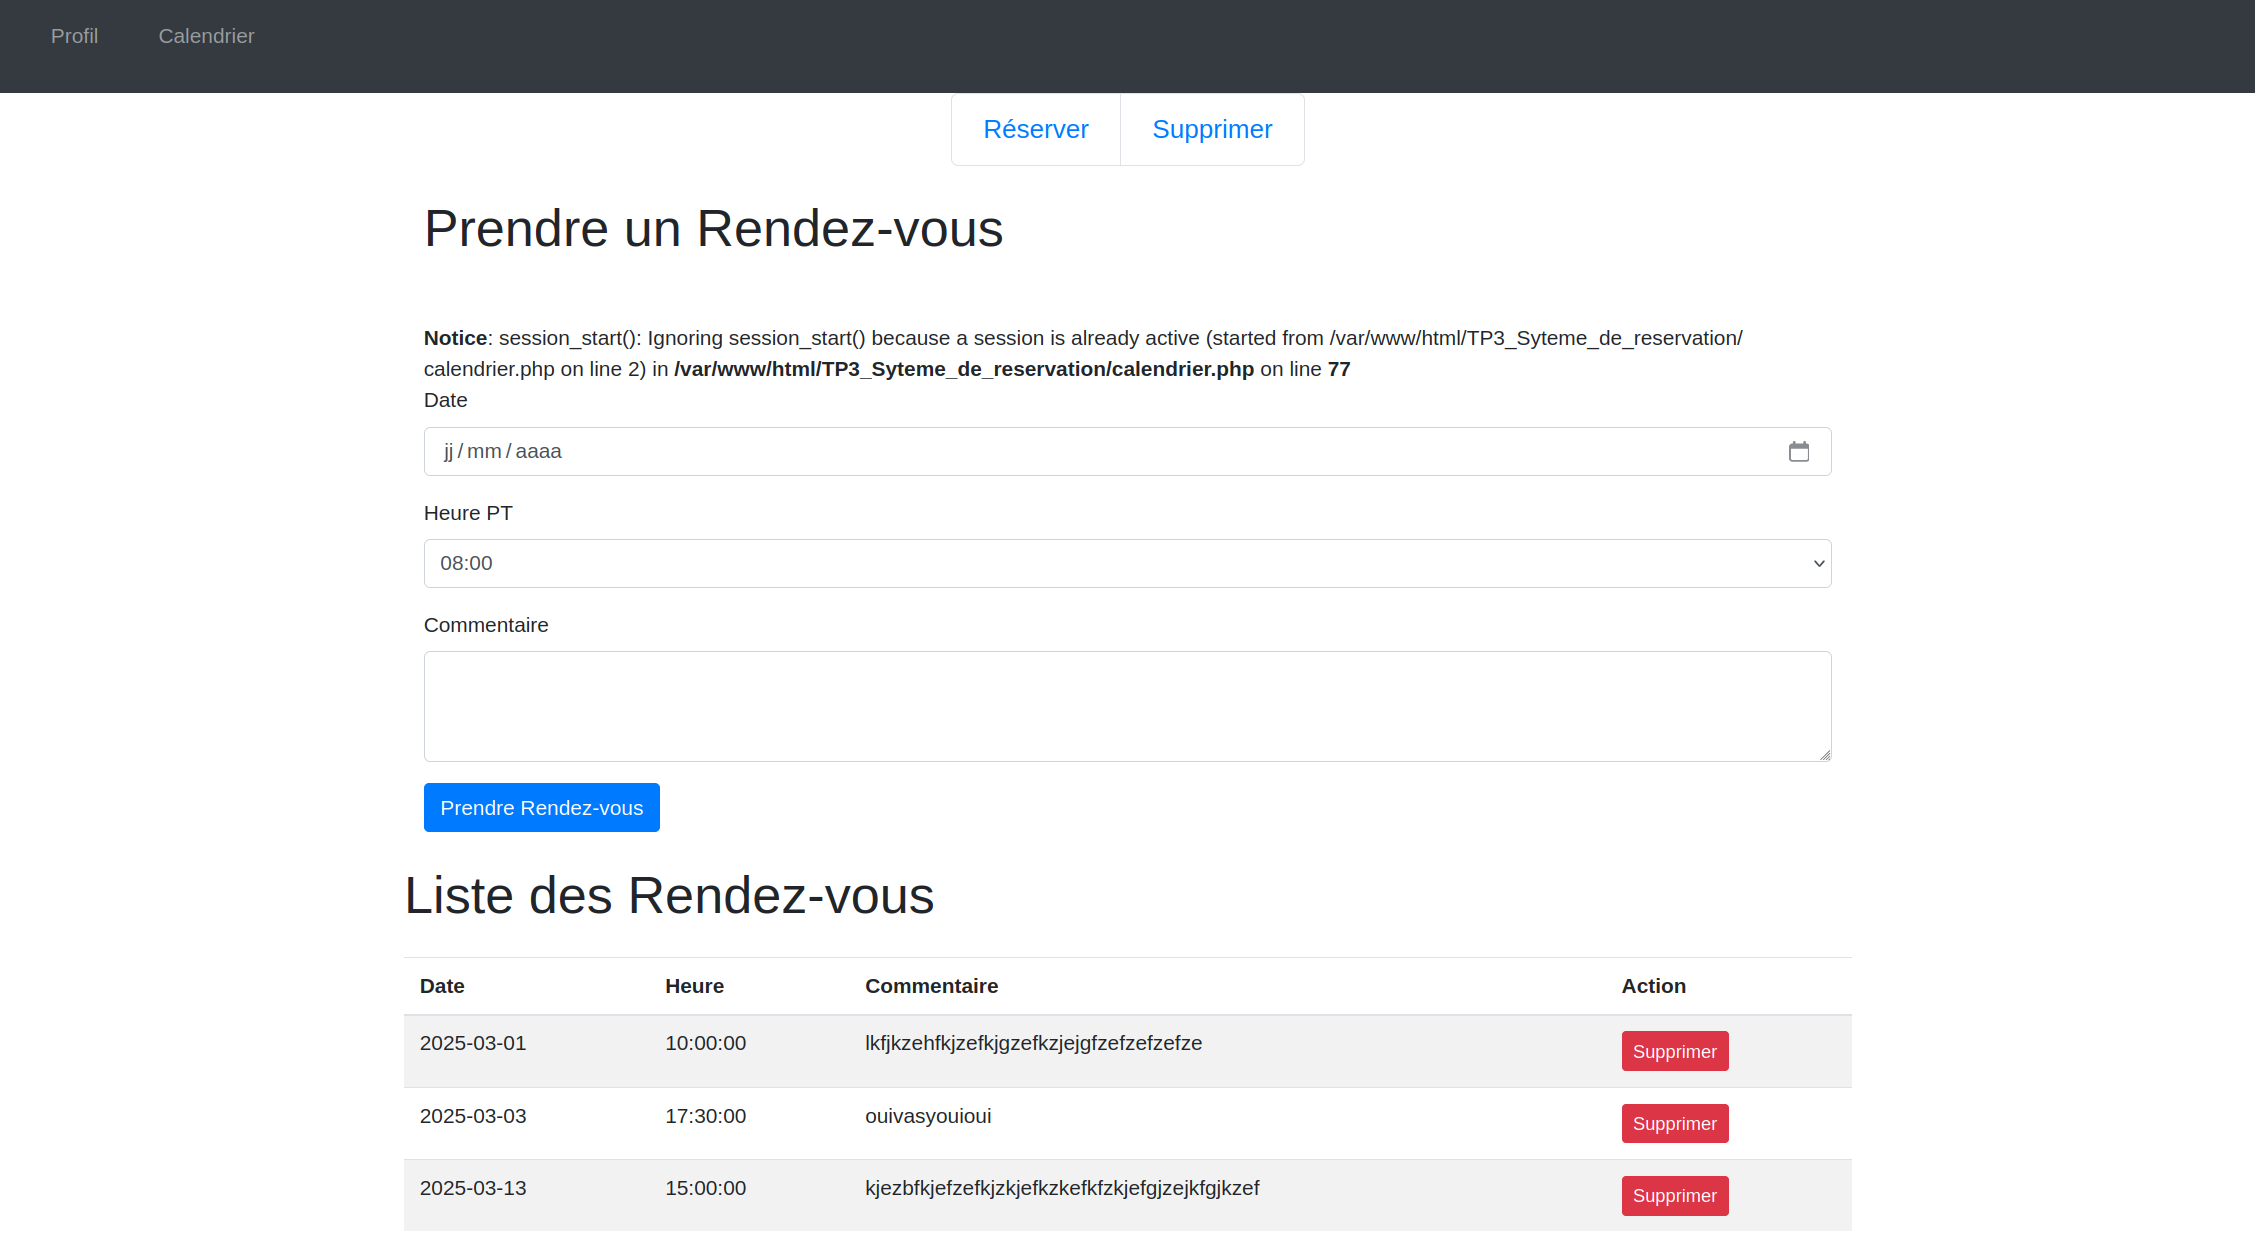 Profil Calendrier
Réserver Supprimer
Prendre un Rendez-vous
Notice: session_start(): Ignoring session_start() because a session is already active (started from /var/www/html/TP3_Syteme_de_reservation/
calendrier.php on line 2) in /var/www/html/TP3_Syteme_de_reservation/calendrier.php on line 77
Date
jj/mm/aaaa
Heure PT
08:00
Commentaire
Prendre Rendez-vous
Liste des Rendez-vous
Date Heure Commentaire Action
2025-03-01 10:00:00 lkfjkzehfkjzefkjgzefkzjejgfzefzefzefze Supprimer
2025-03-03 17:30:00 ouivasyouioui Supprimer
2025-03-13 15:00:00 kjezbfkjefzefkjzkjefkzkefkfzkjefgjzejkfgjkzef Supprimer